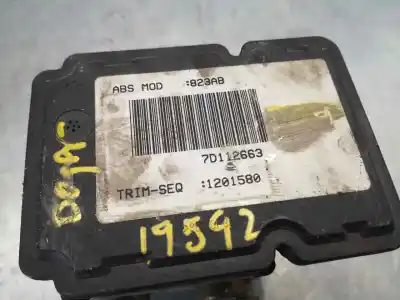 ABS MOD :823AB
7D112663
TRIM-SEQ :1201580
19592